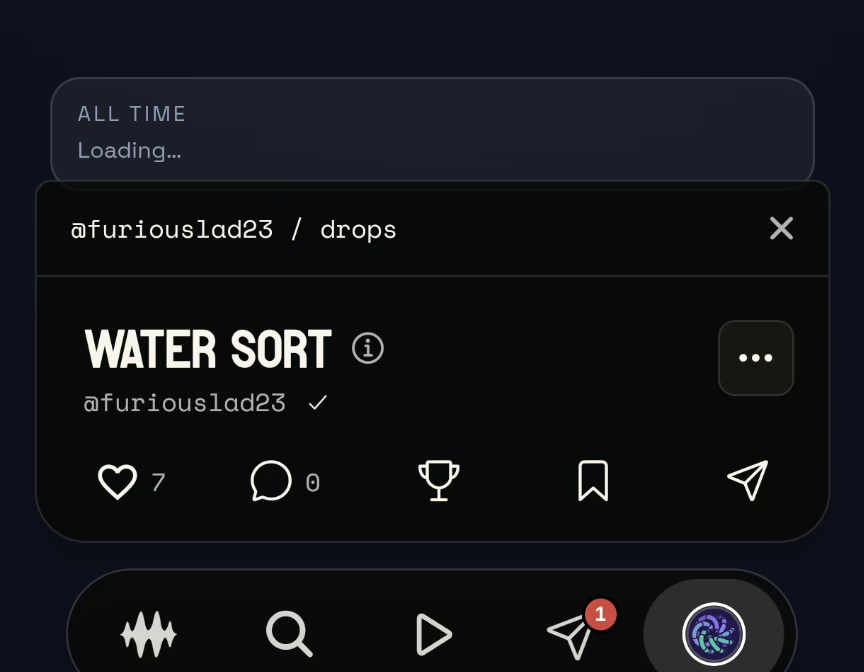 ALL TIME
Loading…
@furiouslad23 / drops
WATER SORT
@furiouslad23
7 0
1